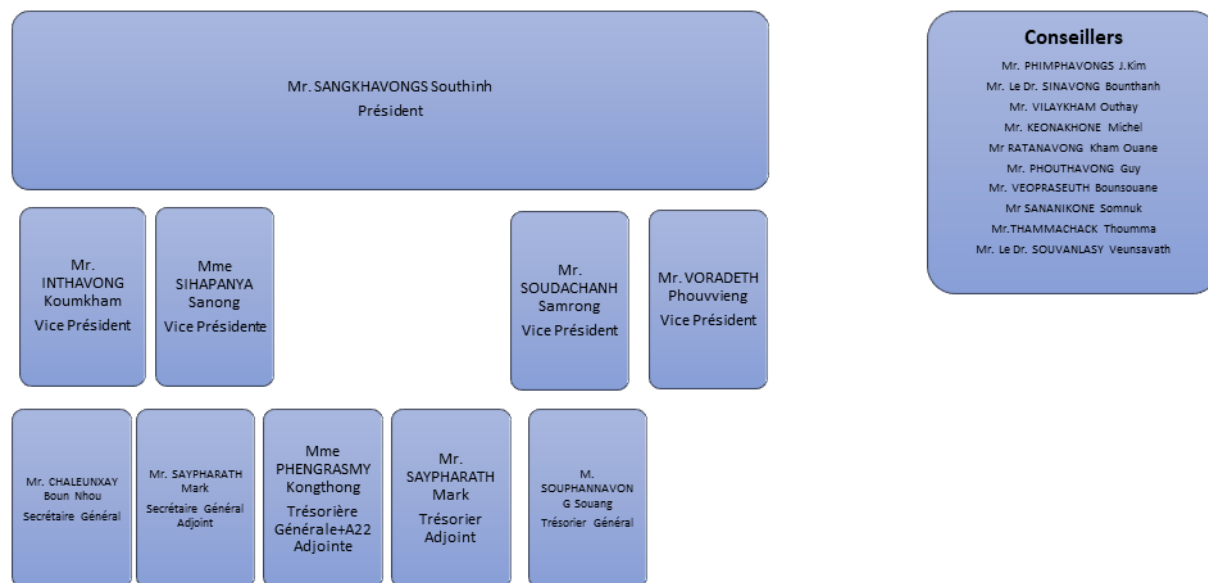 Mr. SANGKHAVONGS Southinh
Président
Mr.
INTHAVONG
Koumkham
Vice Président
Mme
SIHAPANYA
Sanong
Vice Présidente
Mr.
SOUDACHANH
Samrong
Vice Président
Mr. VORADETH
Phouvvieng
Vice Président
Mr. CHALEUNXAY
Boun Nhou
Secrétaire Général
Mr. SAYPHARATH
Mark
Secrétaire Général
Adjoint
Mme
PHENGRASMY
Kongthong
Trésorière
Générale+A22
Adjointe
Mr.
SAYPHARATH
Mark
Trésorier
Adjoint
M.
SOUPHANNAVON
G Souang
Trésorier Général
Conseillers
Mr. PHIMPHAVONGS J.Kim
Mr. Le Dr. SINAVONG Bounthanh
Mr. VILAYKHAM Outhay
Mr. KEONAKHONE Michel
Mr RATANAVONG Kham Ouane
Mr. PHOUTHAVONG Guy
Mr. VEOPRASEUTH Bounsouane
Mr SANANIKONE Somnuk
Mr.THAMMACHACK Thoumma
Mr. Le Dr. SOUVANLASY Veunsavath